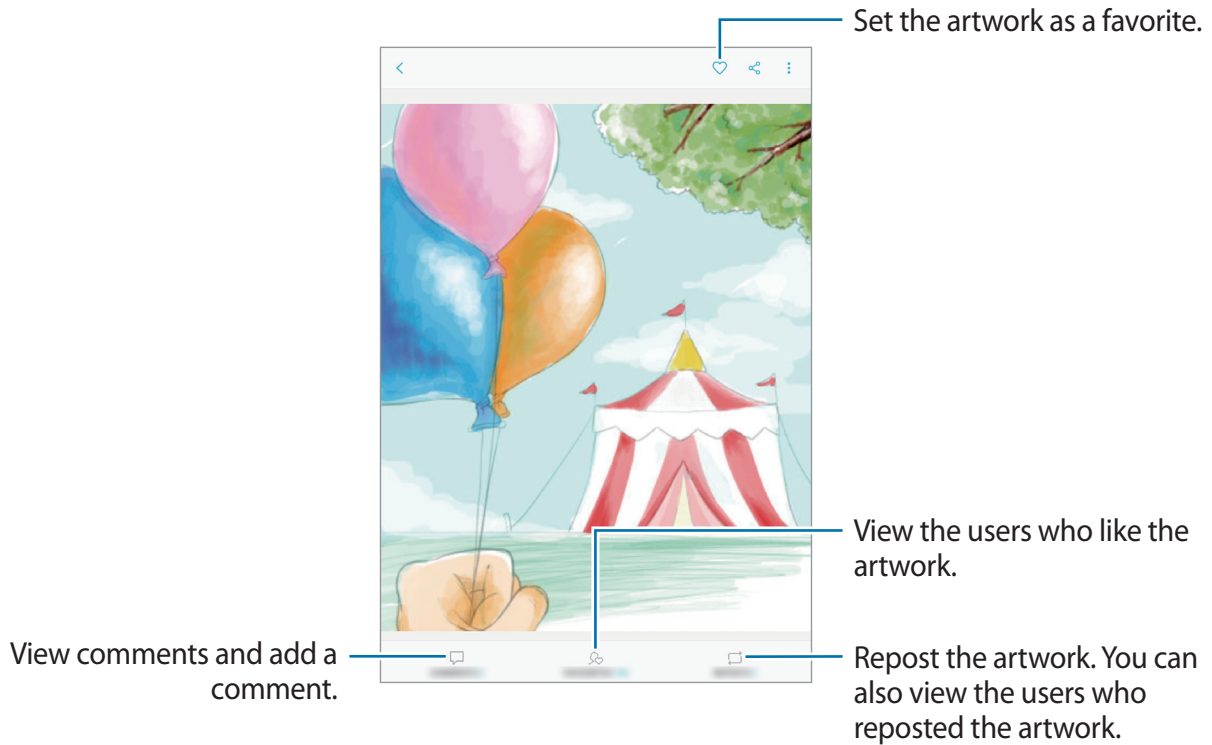 Set the artwork as a favorite.
View the users who like the
artwork.
View comments and add a
comment.
Repost the artwork. You can
also view the users who
reposted the artwork.